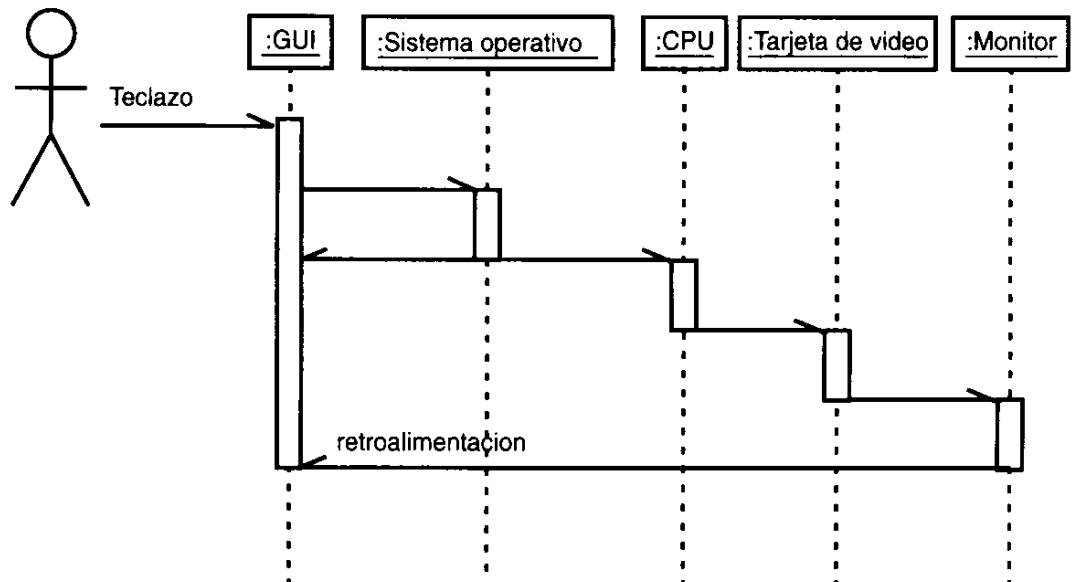 :GUI
:Sistema operativo
:CPU
:Tarjeta de video
:Monitor
Teclazo
retroalimentacion